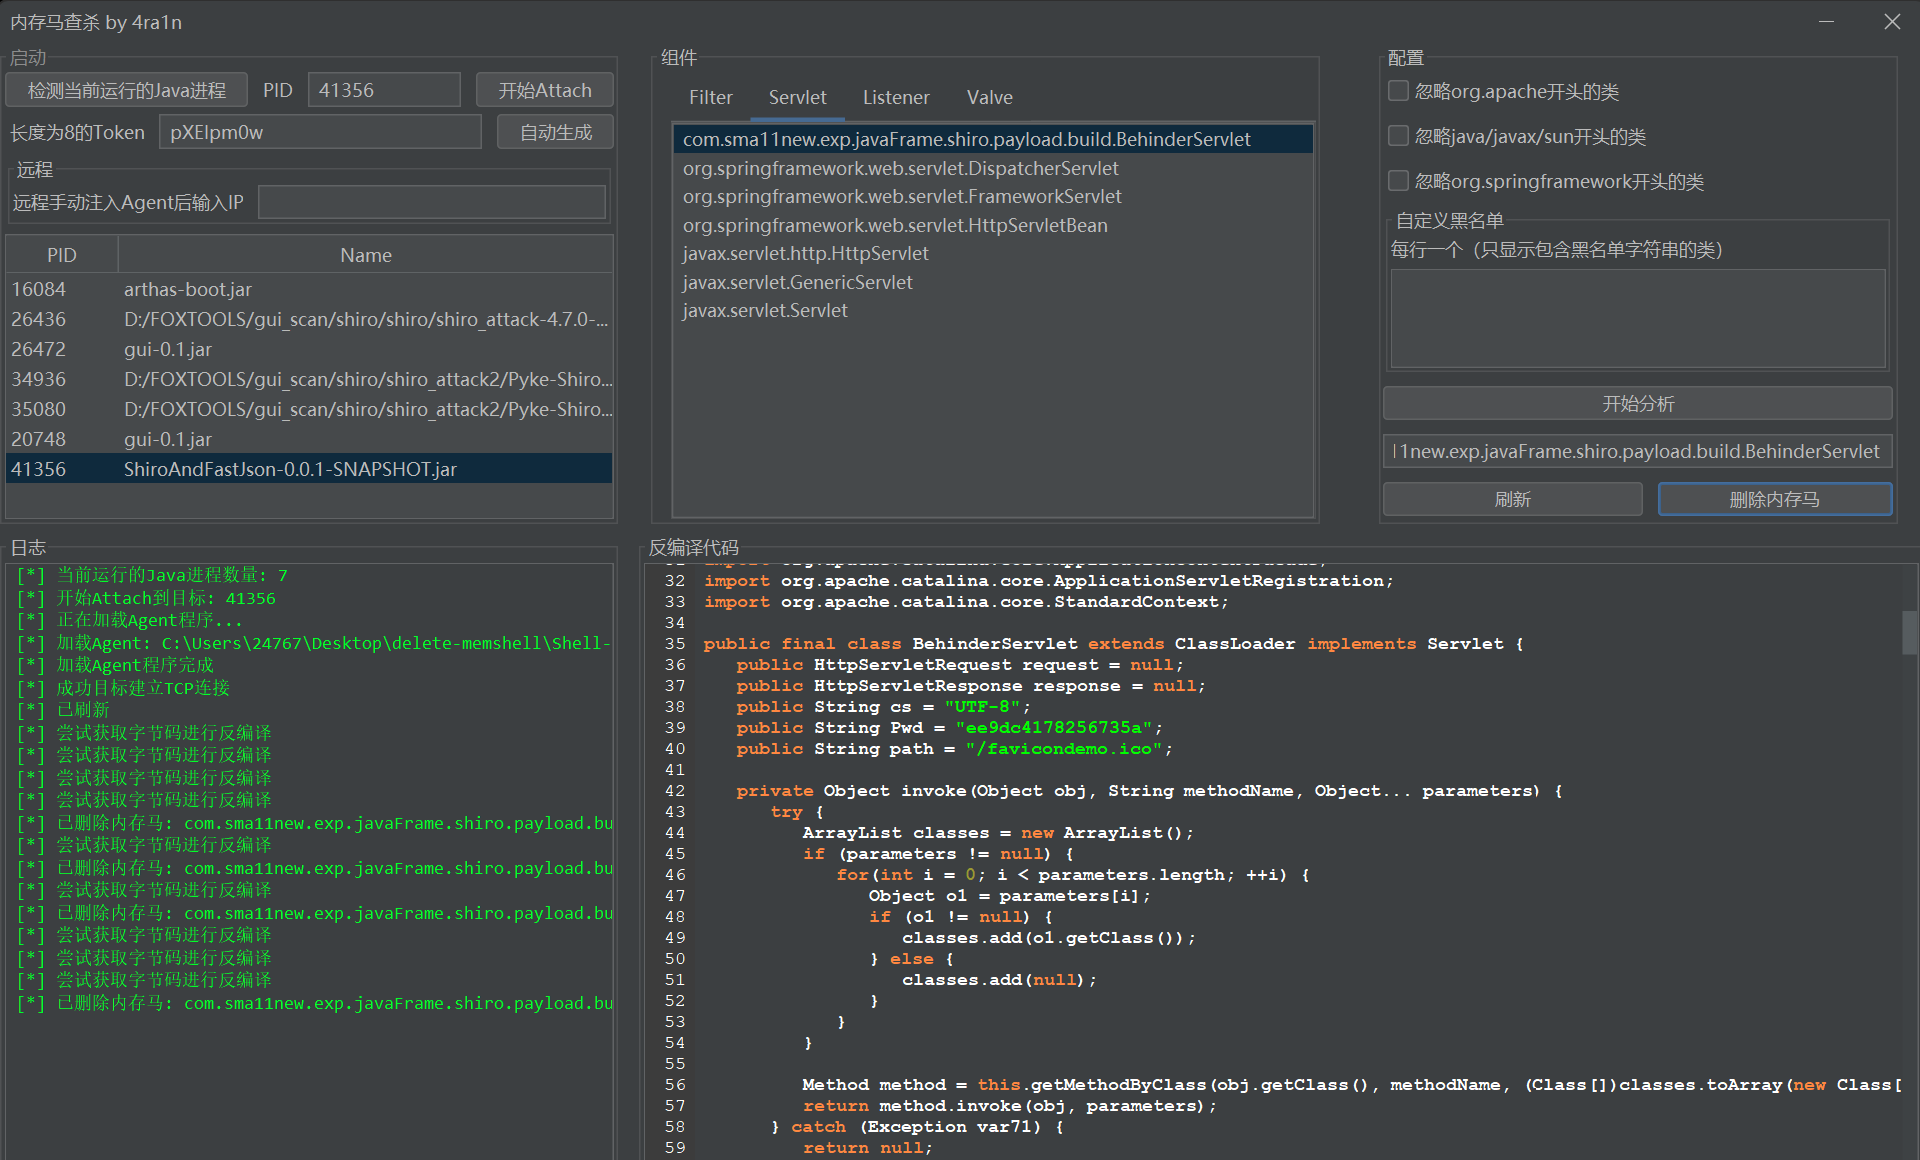 内存马查杀 by 4ra1n
启动
检测当前运行的Java进程 PID 41356 开始Attach
长度为8的Token pXEIpm0w 自动生成
远程
远程手动注入Agent后输入IP
PID Name
16084 arthas-boot.jar
26436 D:/FOXTOOLS/gui_scan/shiro/shiro/shiro_attack-4.7.0-...
26472 gui-0.1.jar
34936 D:/FOXTOOLS/gui_scan/shiro/shiro_attack2/Pyke-Shiro...
35080 D:/FOXTOOLS/gui_scan/shiro/shiro_attack2/Pyke-Shiro...
20748 gui-0.1.jar
41356 ShiroAndFastJson-0.0.1-SNAPSHOT.jar
组件
Filter Servlet Listener Valve
com.sma11new.exp.javaFrame.shiro.payload.build.BehinderServlet
org.springframework.web.servlet.DispatcherServlet
org.springframework.web.servlet.FrameworkServlet
org.springframework.web.servlet.HttpServletBean
javax.servlet.http.HttpServlet
javax.servlet.GenericServlet
javax.servlet.Servlet
配置
忽略org.apache开头的类
忽略java/javax/sun开头的类
忽略org.springframework开头的类
自定义黑名单
每行一个（只显示包含黑名单字符串的类）
开始分析
l1new.exp.javaFrame.shiro.payload.build.BehinderServlet
刷新 删除内存马
日志
[*] 当前运行的Java进程数量: 7
[*] 开始Attach到目标: 41356
[*] 正在加载Agent程序...
[*] 加载Agent: C:\Users\24767\Desktop\delete-memshell\Shell-
[*] 加载Agent程序完成
[*] 成功目标建立TCP连接
[*] 已刷新
[*] 尝试获取字节码进行反编译
[*] 尝试获取字节码进行反编译
[*] 尝试获取字节码进行反编译
[*] 尝试获取字节码进行反编译
[*] 已删除内存马: com.sma11new.exp.javaFrame.shiro.payload.bu
[*] 尝试获取字节码进行反编译
[*] 已删除内存马: com.sma11new.exp.javaFrame.shiro.payload.bu
[*] 尝试获取字节码进行反编译
[*] 已删除内存马: com.sma11new.exp.javaFrame.shiro.payload.bu
[*] 尝试获取字节码进行反编译
[*] 尝试获取字节码进行反编译
[*] 尝试获取字节码进行反编译
[*] 已删除内存马: com.sma11new.exp.javaFrame.shiro.payload.bu
反编译代码
32 import org.apache.catalina.core.ApplicationServletRegistration;
33 import org.apache.catalina.core.StandardContext;
34
35 public final class BehinderServlet extends ClassLoader implements Servlet {
36 public HttpServletRequest request = null;
37 public HttpServletResponse response = null;
38 public String cs = "UTF-8";
39 public String Pwd = "ee9dc4178256735a";
40 public String path = "/favicondemo.ico";
41
42 private Object invoke(Object obj, String methodName, Object... parameters) {
43 try {
44 ArrayList classes = new ArrayList();
45 if (parameters != null) {
46 for(int i = 0; i < parameters.length; ++i) {
47 Object o1 = parameters[i];
48 if (o1 != null) {
49 classes.add(o1.getClass());
50 } else {
51 classes.add(null);
52 }
53 }
54 }
55
56 Method method = this.getMethodByClass(obj.getClass(), methodName, (Class[])classes.toArray(new Class[
57 return method.invoke(obj, parameters);
58 } catch (Exception var71) {
59 return null;